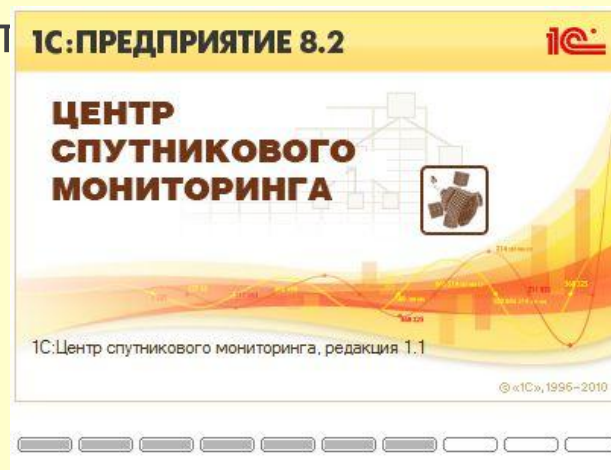 1С:ПРЕДПРИЯТИЕ 8.2
1С
ЦЕНТР
СПУТНИКОВОГО
МОНИТОРИНГА
1С:Центр спутникового мониторинга, редакция 1.1
© «1С», 1996–2010